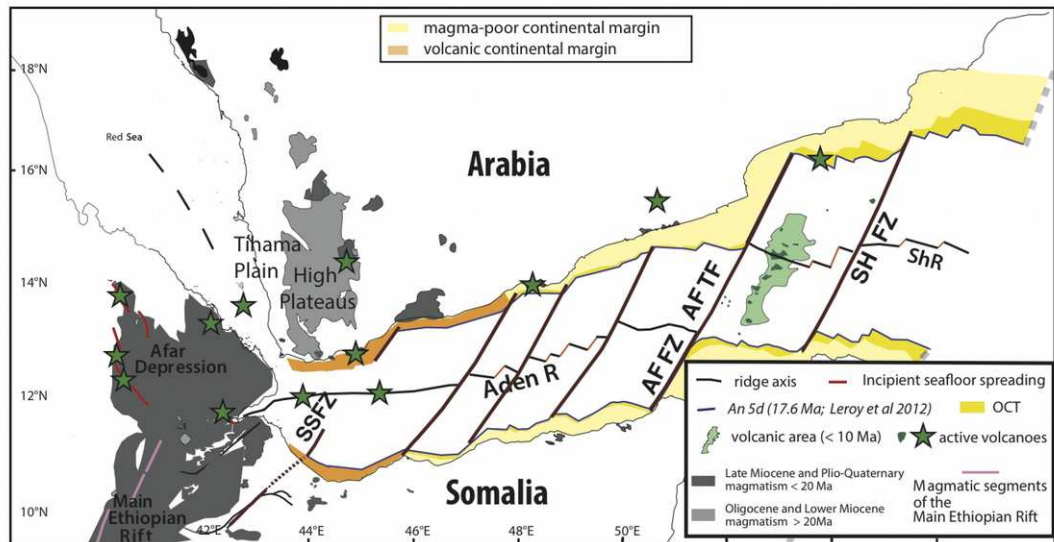 magma-poor continental margin
volcanic continental margin
18°N
16°N
14°N
12°N
10°N
Red Sea
Arabia
Tihama
Plain
High
Plateaus
Afar
Depression
Main
Ethiopian
Rift
SSFZ
Aden R
AF FZ
AF TF
SH FZ
ShR
Somalia
42°E
44°E
46°E
48°E
50°E
ridge axis
Incipient seafloor spreading
An 5d (17.6 Ma; Leroy et al 2012)
OCT
volcanic area (< 10 Ma)
active volcanoes
Late Miocene and Plio-Quaternary
magmatism < 20 Ma
Oligocene and Lower Miocene
magmatism > 20Ma
Magmatic segments
of the
Main Ethiopian Rift